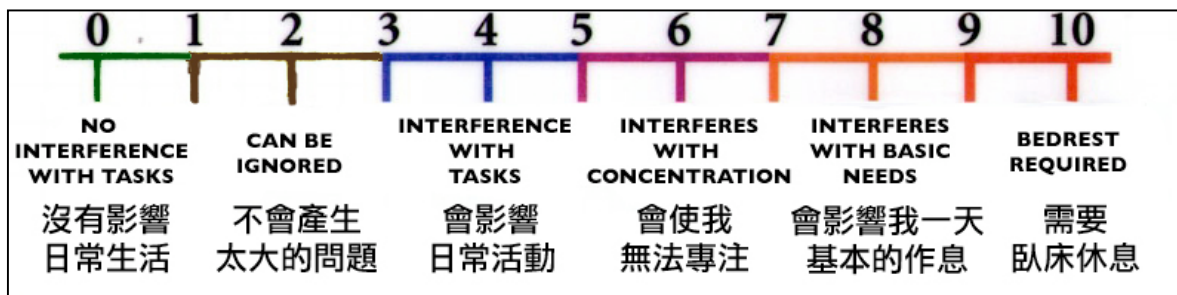 0 1 2 3 4 5 6 7 8 9 10
NO
INTERFERENCE
WITH TASKS
CAN BE
IGNORED
INTERFERENCE
WITH
TASKS
INTERFERES
WITH
CONCENTRATION
INTERFERES
WITH BASIC
NEEDS
BEDREST
REQUIRED
沒有影響
日常生活
不會產生
太大的問題
會影響
日常活動
會使我
無法專注
會影響我一天
基本的作息
需要
臥床休息